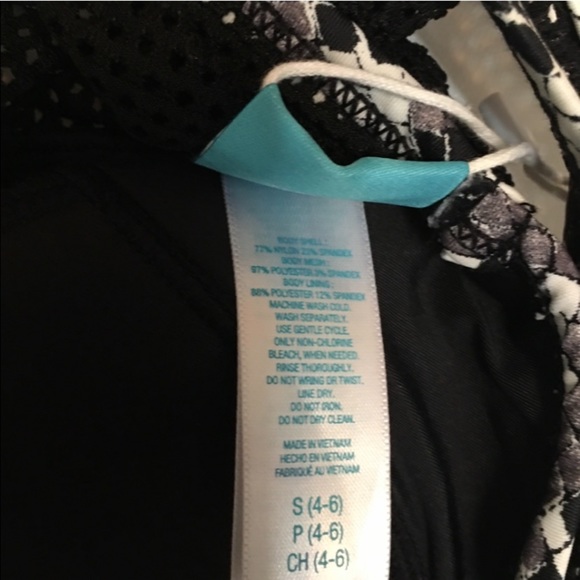 BODY SHELL:
77% NYLON 23% SPANDEX
BODY MESH:
97% POLYESTER 3% SPANDEX
BODY LINING:
88% POLYESTER 12% SPANDEX
MACHINE WASH COLD.
WASH SEPARATELY.
USE GENTLE CYCLE.
ONLY NON-CHLORINE
BLEACH, WHEN NEEDED.
RINSE THOROUGHLY.
DO NOT WRING OR TWIST.
LINE DRY.
DO NOT IRON.
DO NOT DRY CLEAN.
MADE IN VIETNAM
HECHO EN VIETNAM
FABRIQUÉ AU VIETNAM
S (4-6)
P (4-6)
CH (4-6)